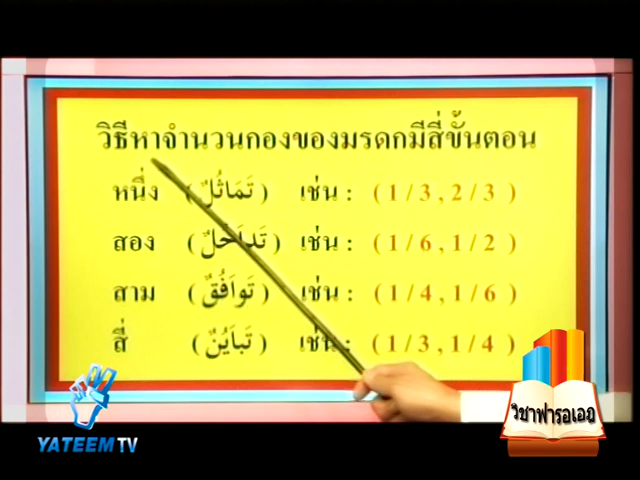 วิธีหาจำนวนกองของมรดกมีสี่ขั้นตอน
หนึ่ง (تَمَاثُلٌ) เช่น : (1/3,2/3)
สอง (تَداَخُلٌ) เช่น : (1/6,1/2)
สาม (تَواَفُقٌ) เช่น : (1/4,1/6)
สี่ (تَبَايُنٌ) เช่น : (1/3,1/4)
วิชาฟารออิฎ
YATEEM TV